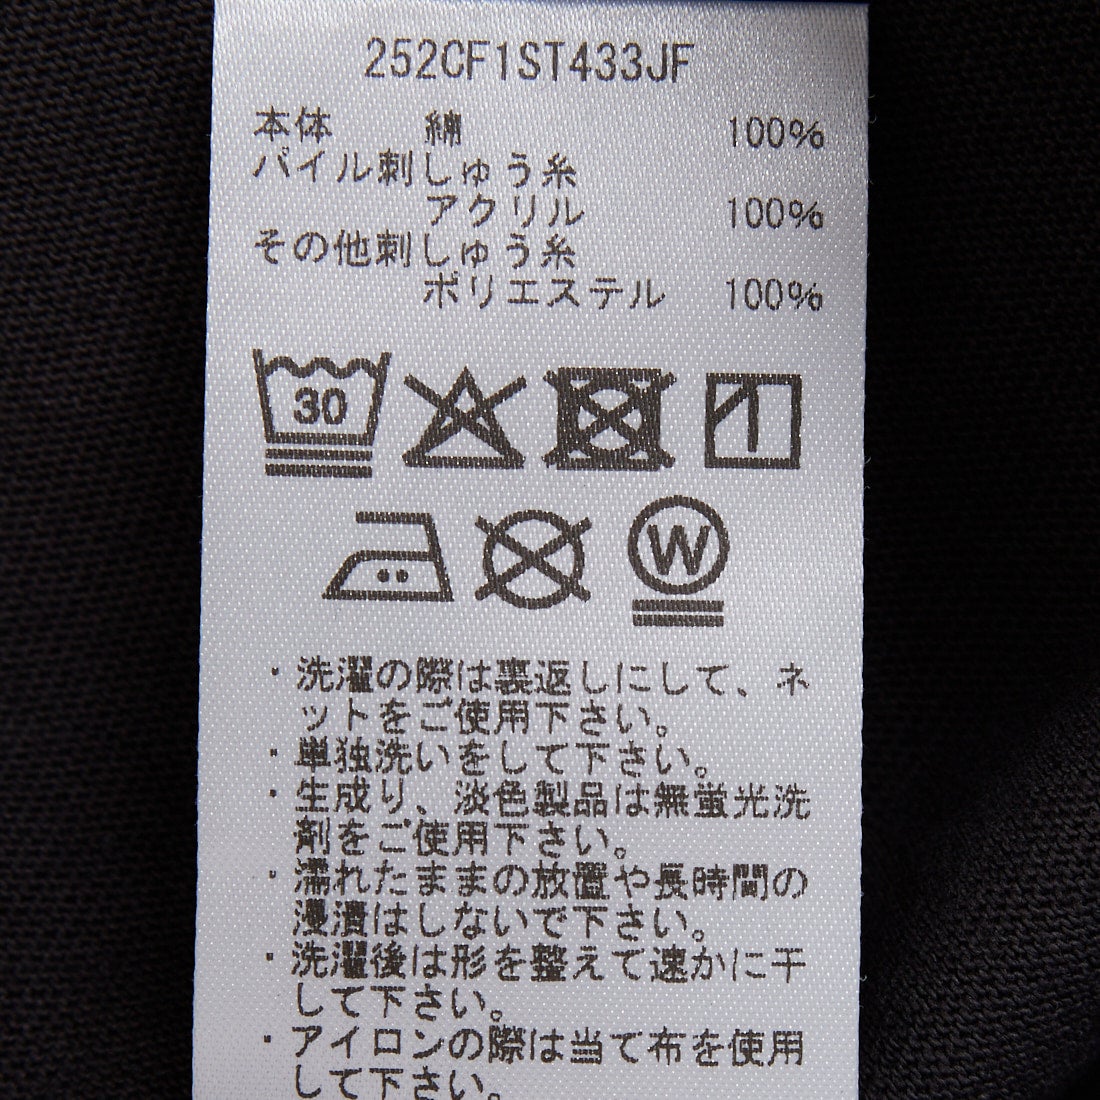 252CF1ST433JF
本体 綿 100%
パイル刺しゅう糸
アクリル 100%
その他刺しゅう糸
ポリエステル 100%
30
W
・洗濯の際は裏返しにして、ネ
ットをご使用下さい。
・単独洗いをして下さい。
・生成り、淡色製品は無蛍光洗
剤をご使用下さい。
・濡れたままの放置や長時間の
浸漬はしないで下さい。
・洗濯後は形を整えて速かに干
して下さい。
・アイロンの際は当て布を使用
して下さい。